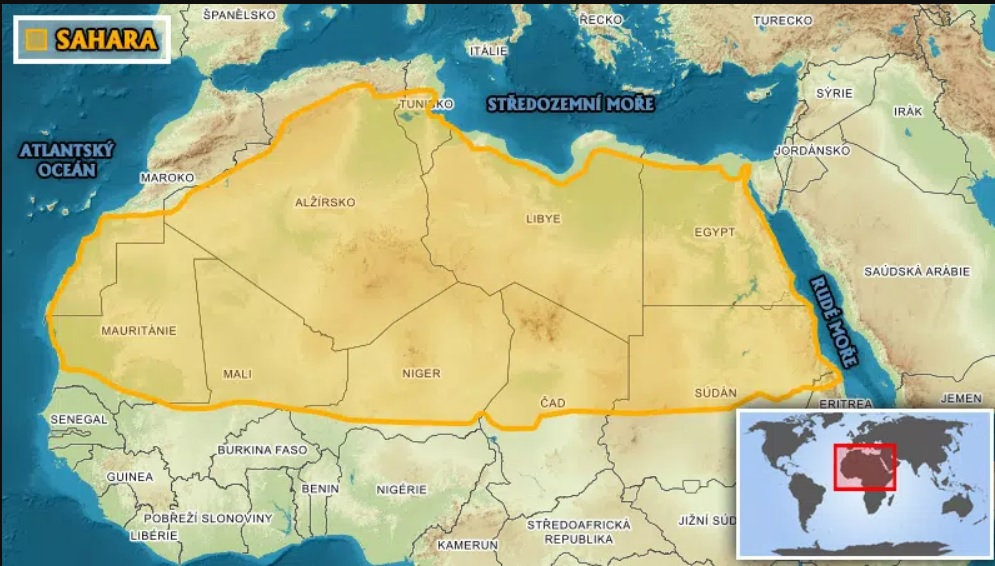 SAHARA
ŠPANĚLSKO
ŘECKO
TURECKO
ITÁLIE
SÝRIE
TUNISKO
STŘEDOZEMNÍ MOŘE
IRÁK
ATLANTSKÝ
OCEÁN
JORDÁNSKO
MAROKO
ALŽÍRSKO
LIBYE
EGYPT
SAÚDSKÁ ARÁBIE
RUDÉ MOŘE
MAURITÁNIE
MALI
NIGER
ČAD
SÚDÁN
ERITREA
JEMEN
SENEGAL
BURKINA FASO
GUINEA
BENIN
NIGÉRIE
POBŘEŽÍ SLONOVINY
LIBÉRIE
STŘEDOAFRICKÁ
REPUBLIKA
JIŽNÍ SÚD
KAMERUN